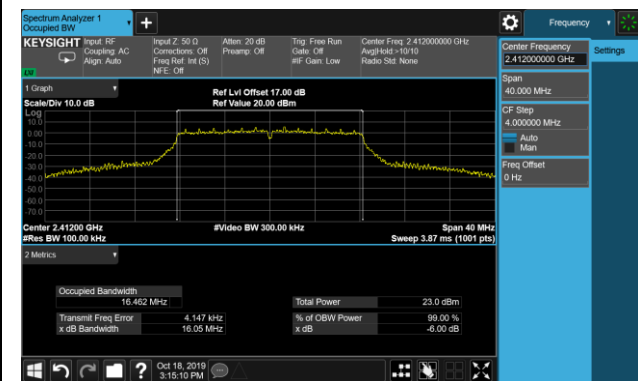 Spectrum Analyzer 1
Occupied BW
Frequency
KEYSIGHT
Input: RF
Coupling: AC
Align: Auto
Input Z: 50 Ω
Corrections: Off
Freq Ref: Int (S)
NFE: Off
Atten: 20 dB
Preamp: Off
Trig: Free Run
Gate: Off
#IF Gain: Low
Center Freq: 2.412000000 GHz
Avg|Hold:>10/10
Radio Std: None
Center Frequency
2.412000000 GHz
Settings
Span
40.000 MHz
CF Step
4.000000 MHz
Auto
Man
Freq Offset
0 Hz
1 Graph
Scale/Div 10.0 dB
Ref Lvl Offset 17.00 dB
Ref Value 20.00 dBm
Log
10.0
0.00
-10.0
-20.0
-30.0
-40.0
-50.0
-60.0
-70.0
Center 2.41200 GHz
#Video BW 300.00 kHz
Span 40 MHz
#Res BW 100.00 kHz
Sweep 3.87 ms (1001 pts)
2 Metrics
Occupied Bandwidth
16.462 MHz
Total Power 23.0 dBm
Transmit Freq Error 4.147 kHz
% of OBW Power 99.00 %
x dB Bandwidth 16.05 MHz
x dB -6.00 dB
?
Oct 18, 2019
3:15:10 PM